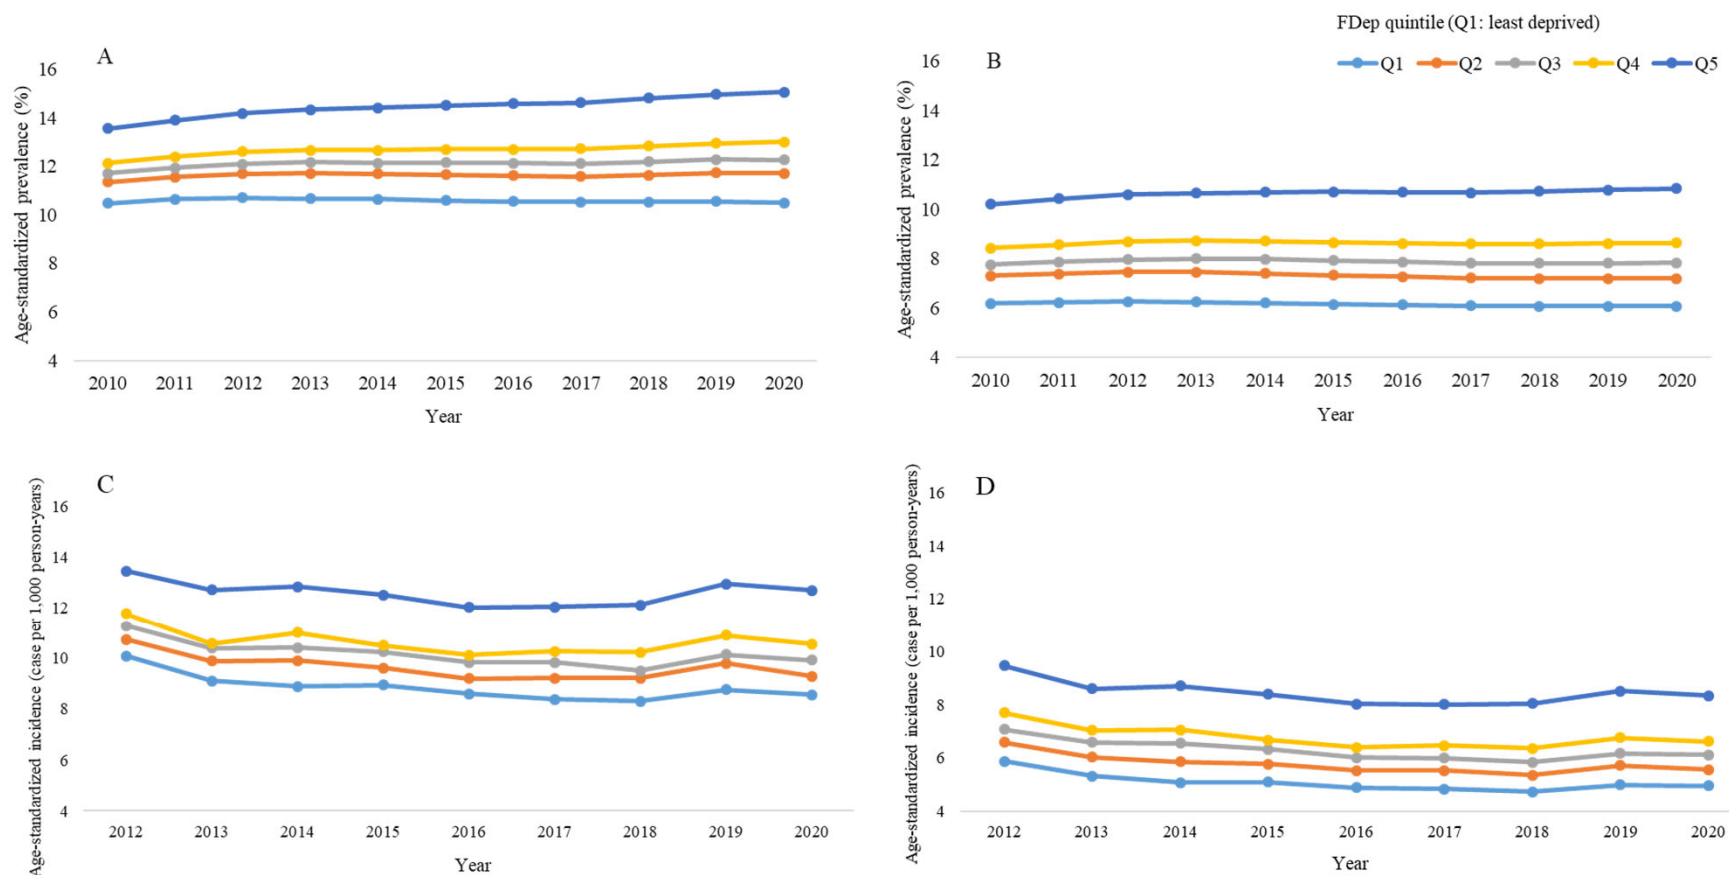 FDep quintile (Q1: least deprived)
Q1 Q2 Q3 Q4 Q5
A
Age-standardized prevalence (%)
16
14
12
10
8
6
4
2010 2011 2012 2013 2014 2015 2016 2017 2018 2019 2020
Year
B
Age-standardized prevalence (%)
16
14
12
10
8
6
4
2010 2011 2012 2013 2014 2015 2016 2017 2018 2019 2020
Year
C
Age-standardized incidence (case per 1,000 person-years)
16
14
12
10
8
6
4
2012 2013 2014 2015 2016 2017 2018 2019 2020
Year
D
Age-standardized incidence (case per 1,000 person-years)
16
14
12
10
8
6
4
2012 2013 2014 2015 2016 2017 2018 2019 2020
Year